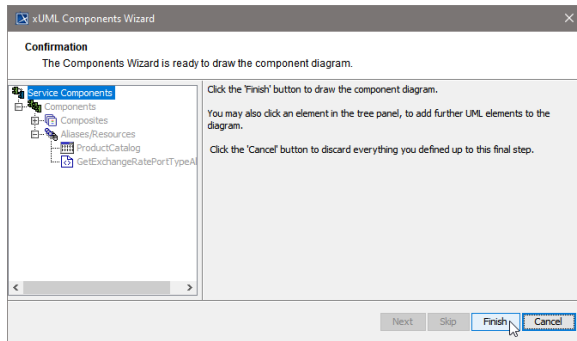 xUML Components Wizard
Confirmation
The Components Wizard is ready to draw the component diagram.
Service Components
Components
Composites
Aliases/Resources
ProductCatalog
GetExchangeRatePortTypeAl
Click the 'Finish' button to draw the component diagram.
You may also click an element in the tree panel, to add further UML elements to the
diagram.
Click the 'Cancel' button to discard everything you defined up to this final step.
Next Skip Finish Cancel